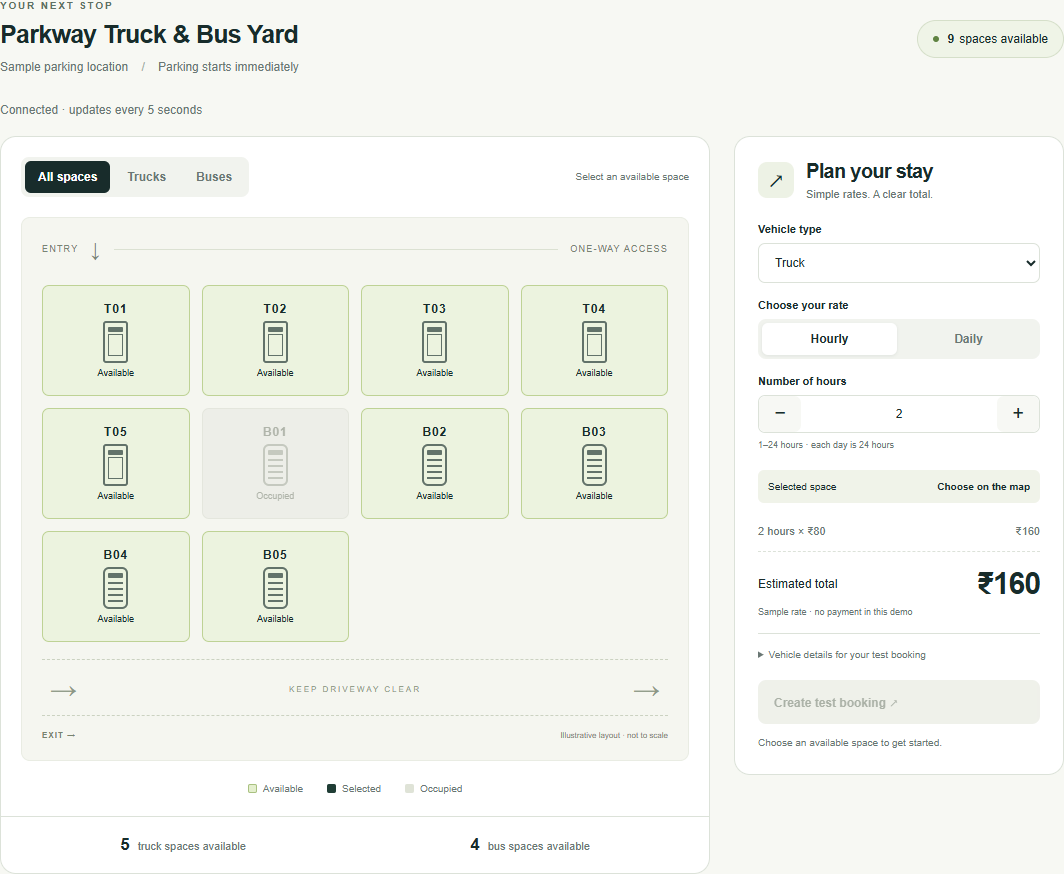 YOUR NEXT STOP
Parkway Truck & Bus Yard
9 spaces available
Sample parking location / Parking starts immediately
Connected · updates every 5 seconds
All spaces Trucks Buses
Select an available space
ENTRY ↓ ONE-WAY ACCESS
T01 T02 T03 T04
Available Available Available Available
T05 B01 B02 B03
Available Occupied Available Available
B04 B05
Available Available
→ KEEP DRIVEWAY CLEAR →
EXIT → Illustrative layout · not to scale
Available Selected Occupied
5 truck spaces available 4 bus spaces available
↗ Plan your stay
Simple rates. A clear total.
Vehicle type
Truck
Choose your rate
Hourly Daily
Number of hours
− 2 +
1–24 hours · each day is 24 hours
Selected space Choose on the map
2 hours × ₹80 ₹160
Estimated total ₹160
Sample rate · no payment in this demo
▶ Vehicle details for your test booking
Create test booking ↗
Choose an available space to get started.